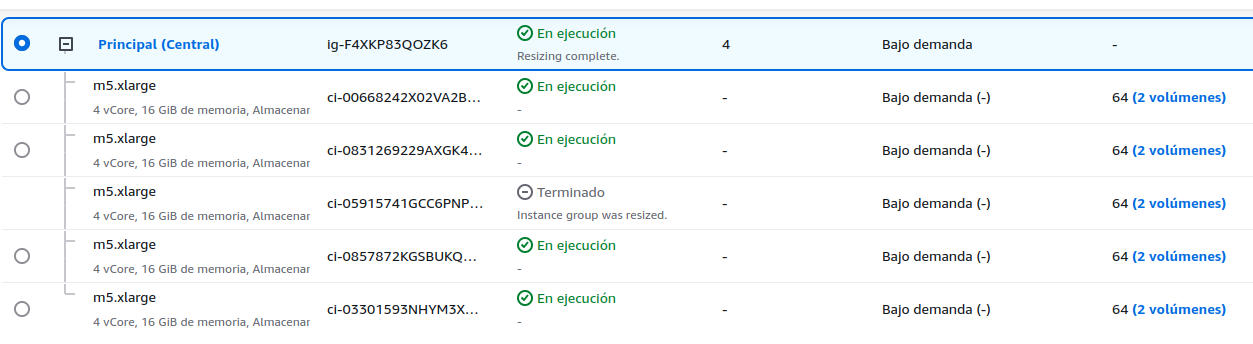 Principal (Central) ig-F4XKP83QOZK6 En ejecución 4 Bajo demanda -
Resizing complete.
m5.xlarge ci-00668242X02VA2B... En ejecución - Bajo demanda (-) 64 (2 volúmenes)
4 vCore, 16 GiB de memoria, Almacenar -
m5.xlarge ci-0831269229AXGK4... En ejecución - Bajo demanda (-) 64 (2 volúmenes)
4 vCore, 16 GiB de memoria, Almacenar -
m5.xlarge ci-05915741GCC6PNP... Terminado - Bajo demanda (-) 64 (2 volúmenes)
4 vCore, 16 GiB de memoria, Almacenar Instance group was resized.
m5.xlarge ci-0857872KGSBUKQ... En ejecución - Bajo demanda (-) 64 (2 volúmenes)
4 vCore, 16 GiB de memoria, Almacenar -
m5.xlarge ci-03301593NHYM3X... En ejecución - Bajo demanda (-) 64 (2 volúmenes)
4 vCore, 16 GiB de memoria, Almacenar -